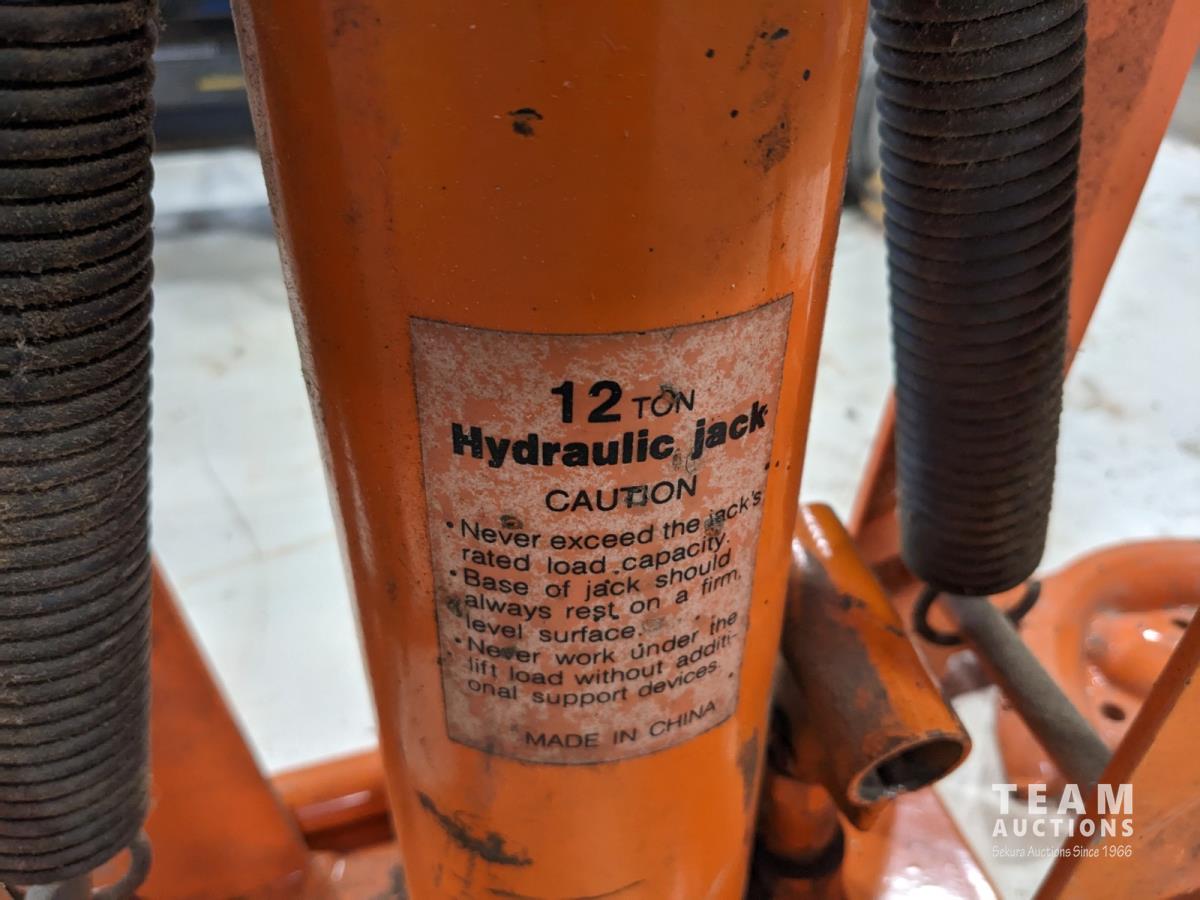 12 TON
Hydraulic jack
CAUTION
• Never exceed the jack's
rated load capacity.
• Base of jack should
always rest on a firm,
level surface.
• Never work under the
lift load without additi-
onal support devices.
MADE IN CHINA
TEAM
AUCTIONS
Sekura Auctions Since 1966